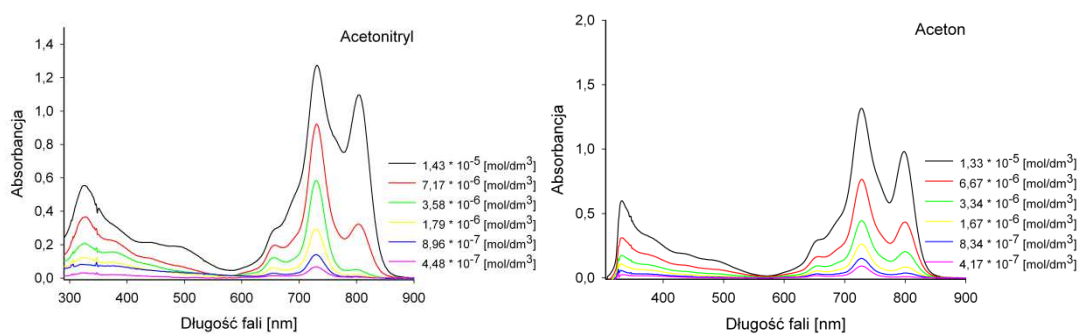 Acetonitryl
1,4
1,2
1,0
0,8
0,6
0,4
0,2
0,0
Absorbancja
300 400 500 600 700 800 900
Długość fali [nm]
1,43 * 10⁻⁵ [mol/dm³]
7,17 * 10⁻⁶ [mol/dm³]
3,58 * 10⁻⁶ [mol/dm³]
1.79 * 10⁻⁶ [mol/dm³]
8,96 * 10⁻⁷ [mol/dm³]
4,48 * 10⁻⁷ [mol/dm³]
Aceton
2,0
1,5
1,0
0,5
0,0
Absorbancja
400 500 600 700 800 900
Długość fali [nm]
1,33 * 10⁻⁵ [mol/dm³]
6,67 * 10⁻⁶ [mol/dm³]
3,34 * 10⁻⁶ [mol/dm³]
1,67 * 10⁻⁶ [mol/dm³]
8,34 * 10⁻⁷ [mol/dm³]
4,17 * 10⁻⁷ [mol/dm³]